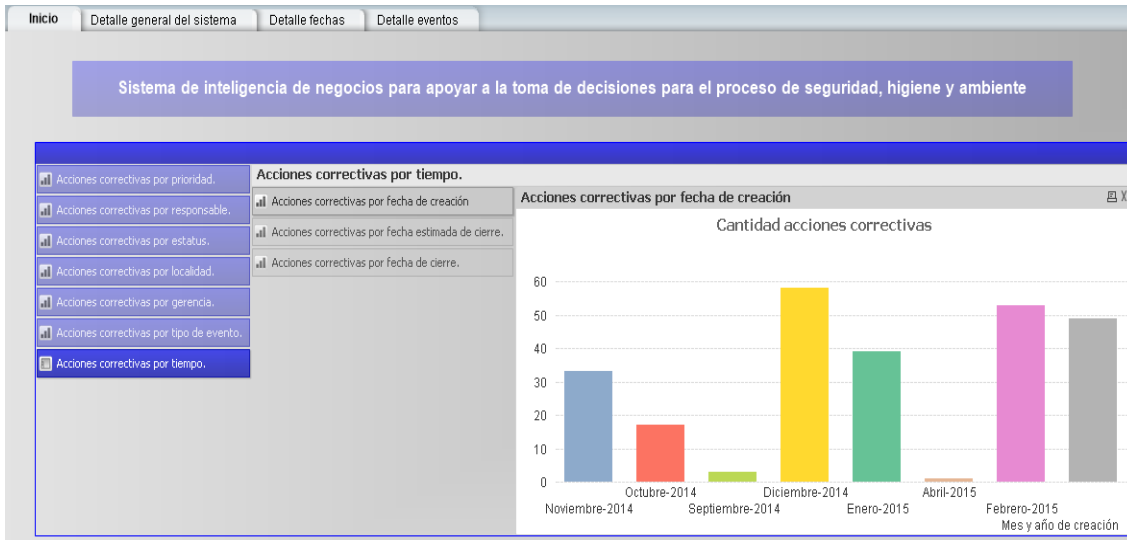 Inicio
Detalle general del sistema
Detalle fechas
Detalle eventos
Sistema de inteligencia de negocios para apoyar a la toma de decisiones para el proceso de seguridad, higiene y ambiente
Acciones correctivas por prioridad.
Acciones correctivas por responsable.
Acciones correctivas por estatus.
Acciones correctivas por localidad.
Acciones correctivas por gerencia.
Acciones correctivas por tipo de evento.
Acciones correctivas por tiempo.
Acciones correctivas por tiempo.
Acciones correctivas por fecha de creación
Acciones correctivas por fecha estimada de cierre.
Acciones correctivas por fecha de cierre.
Acciones correctivas por fecha de creación
Cantidad acciones correctivas
60
50
40
30
20
10
0
Octubre-2014 Diciembre-2014 Abril-2015
Noviembre-2014 Septiembre-2014 Enero-2015 Febrero-2015
Mes y año de creación